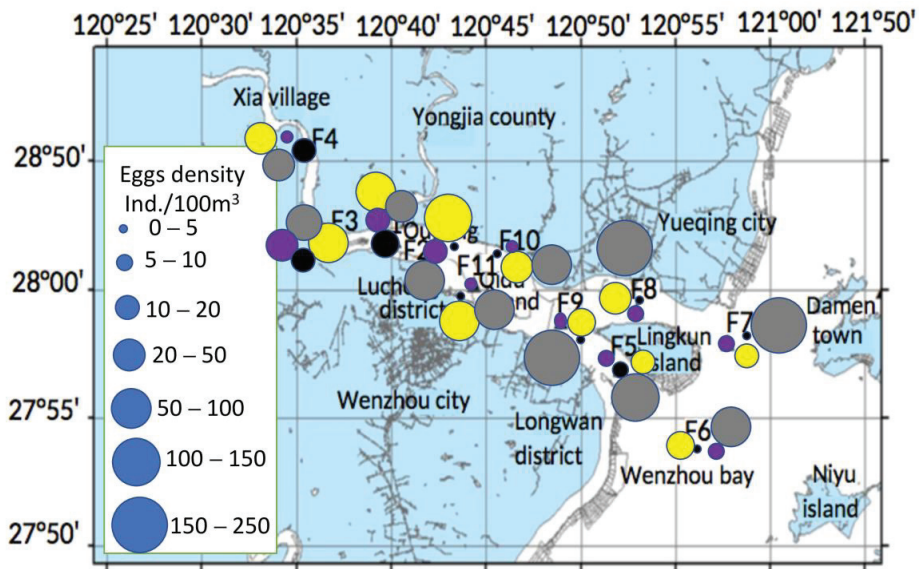 120°25' 120°35' 120°40' 120°45' 120°52' 120°55' 121°00' 121°50'
28°50'
28°00'
27°55'
27°50'
Xia village
Yongjia county
F4
Eggs density
Ind./100m³
0 – 5
5 – 10
10 – 20
20 – 50
50 – 100
100 – 150
150 – 250
F3
F2
F10
Yueqing city
F11
district
F9
F8
F7
Damen
town
F5
Lingkun
island
Wenzhou city
Longwan
district
F6
Wenzhou bay
Niyu
island